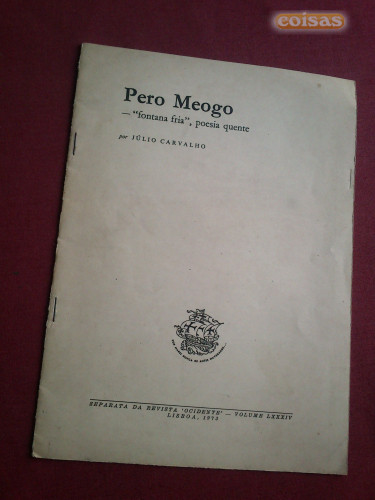 coisas
Pero Meogo
— "fontana fria", poesia quente
por JÚLIO CARVALHO
SEPARATA DA REVISTA 'OCIDENTE' — VOLUME LXXXIV
LISBOA, 1973